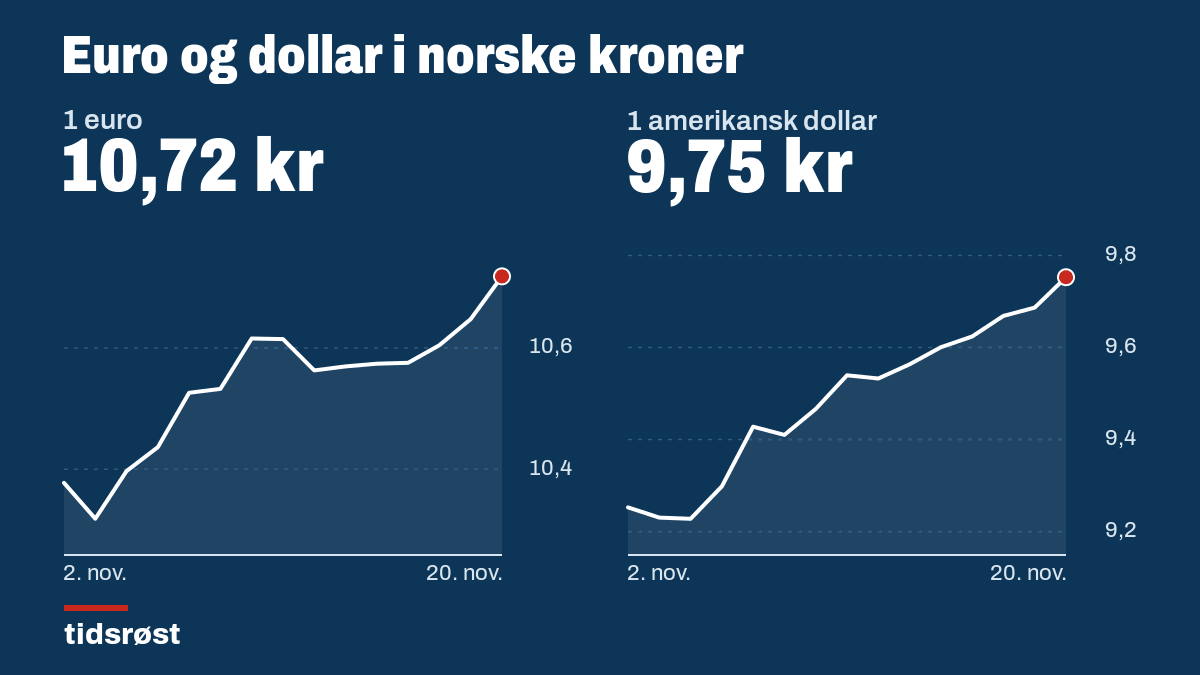 Euro og dollar i norske kroner
1 euro
10,72 kr
10,6
10,4
2. nov.
20. nov.
1 amerikansk dollar
9,75 kr
9,8
9,6
9,4
9,2
2. nov.
20. nov.
tidsrøst